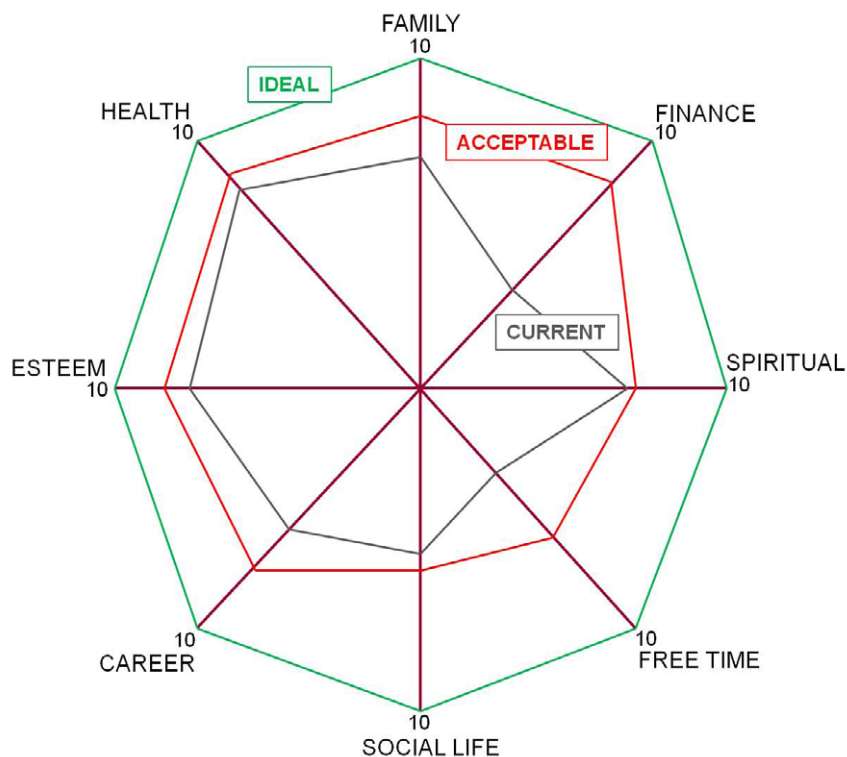 FAMILY
10
IDEAL
HEALTH
10
FINANCE
10
ACCEPTABLE
CURRENT
ESTEEM
10
SPIRITUAL
10
10
CAREER
10
FREE TIME
10
SOCIAL LIFE